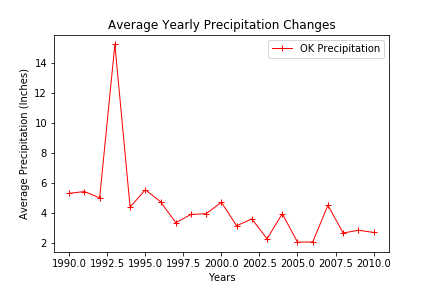 Average Yearly Precipitation Changes
OK Precipitation
Average Precipitation (Inches)
14
12
10
8
6
4
2
1990.0 1992.5 1995.0 1997.5 2000.0 2002.5 2005.0 2007.5 2010.0
Years